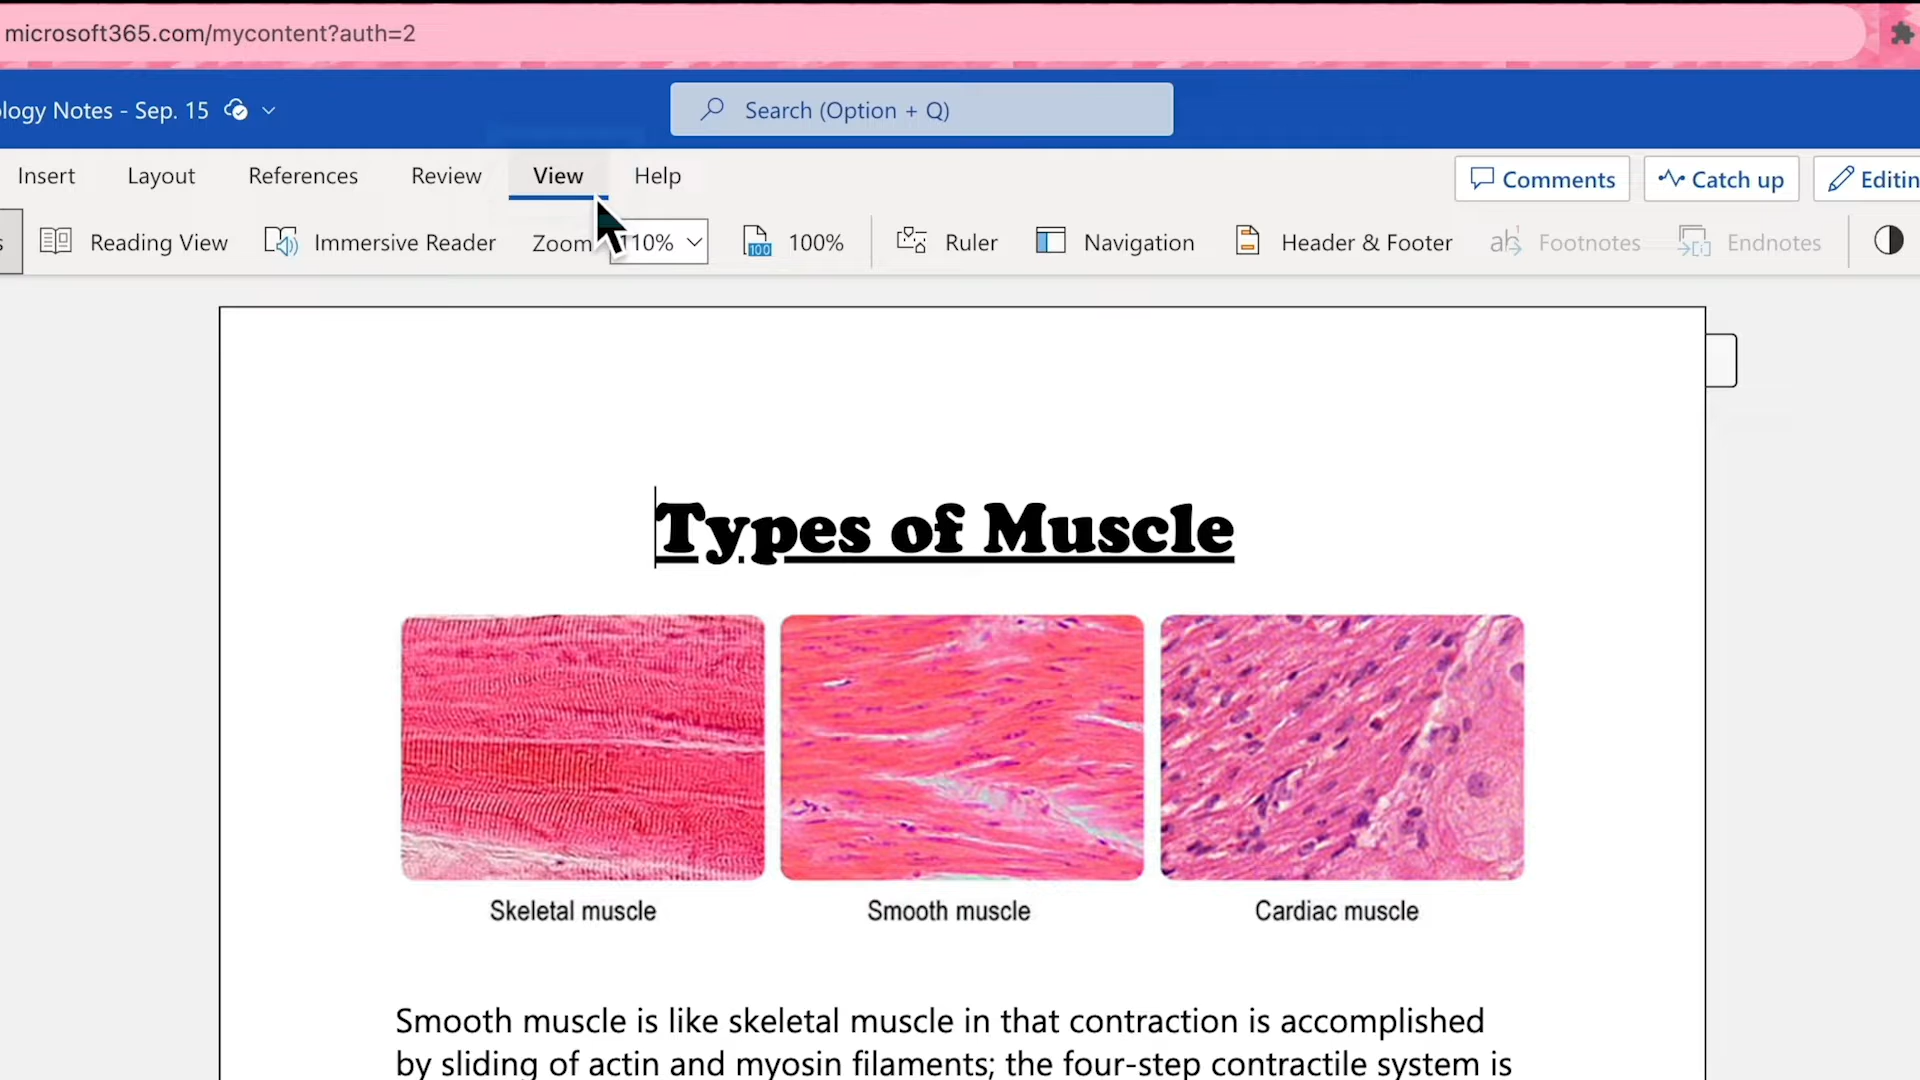 microsoft365.com/mycontent?auth=2
ology Notes - Sep. 15
Search (Option + Q)
Insert Layout References Review View Help
Comments Catch up Editin
s Reading View Immersive Reader Zoom 110% 100 100% Ruler Navigation Header & Footer ab Footnotes [i] Endnotes
Types of Muscle
Skeletal muscle Smooth muscle Cardiac muscle
Smooth muscle is like skeletal muscle in that contraction is accomplished
by sliding of actin and myosin filaments; the four-step contractile system is